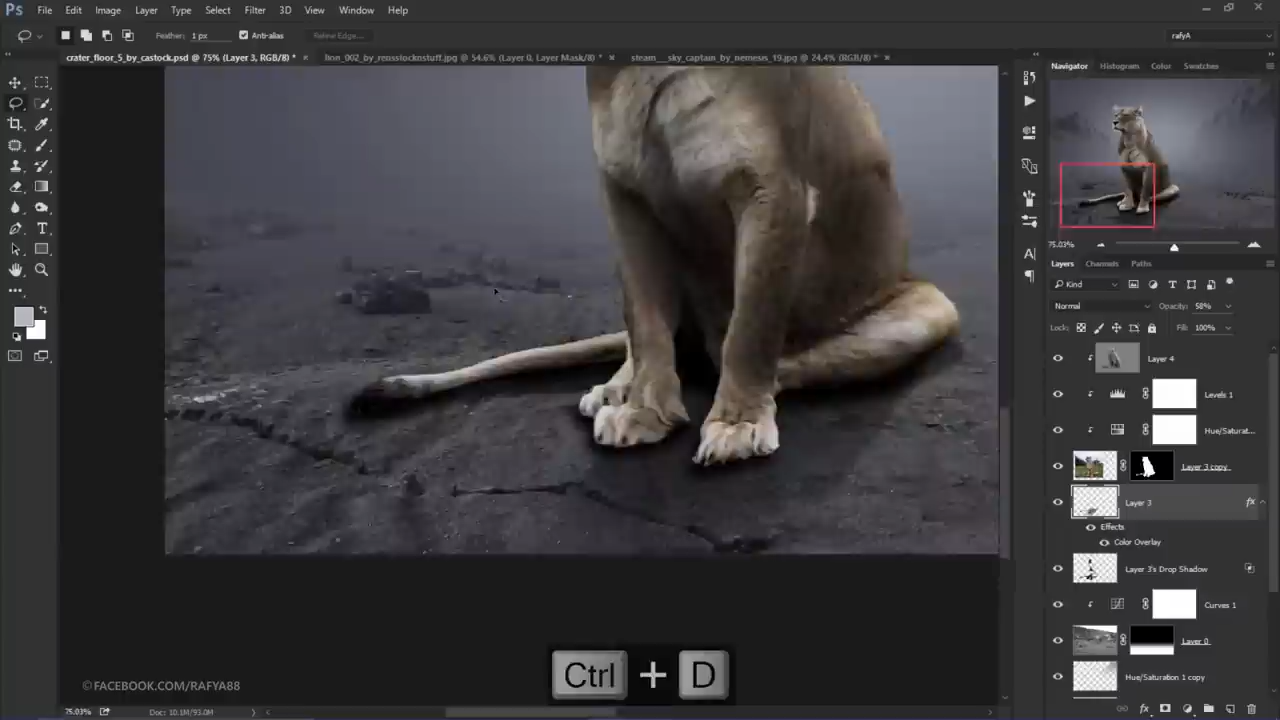 Ps File Edit Image Layer Type Select Filter 3D View Window Help
Feather: 1 px Anti-alias Refine Edge... rafyA
crater_floor_5_by_castock.psd @ 75% (Layer 3, RGB/8) * × lion_002_by_rensstocknstuff.jpg @ 54.6% (Layer 0, Layer Mask/8) * × steam__sky_captain_by_nemesis_19.jpg @ 24.4% (RGB/8) * ×
Navigator Histogram Color Swatches
75.03%
Layers Channels Paths
Kind
Normal Opacity: 58%
Lock: Fill: 100%
Layer 4
Levels 1
Hue/Saturat...
Layer 3 copy
Layer 3 fx
Effects
Color Overlay
Layer 3's Drop Shadow
Curves 1
Layer 0
Hue/Saturation 1 copy
Ctrl + D
©FACEBOOK.COM/RAFYA88
75.03% Doc: 10.1M/93.0M